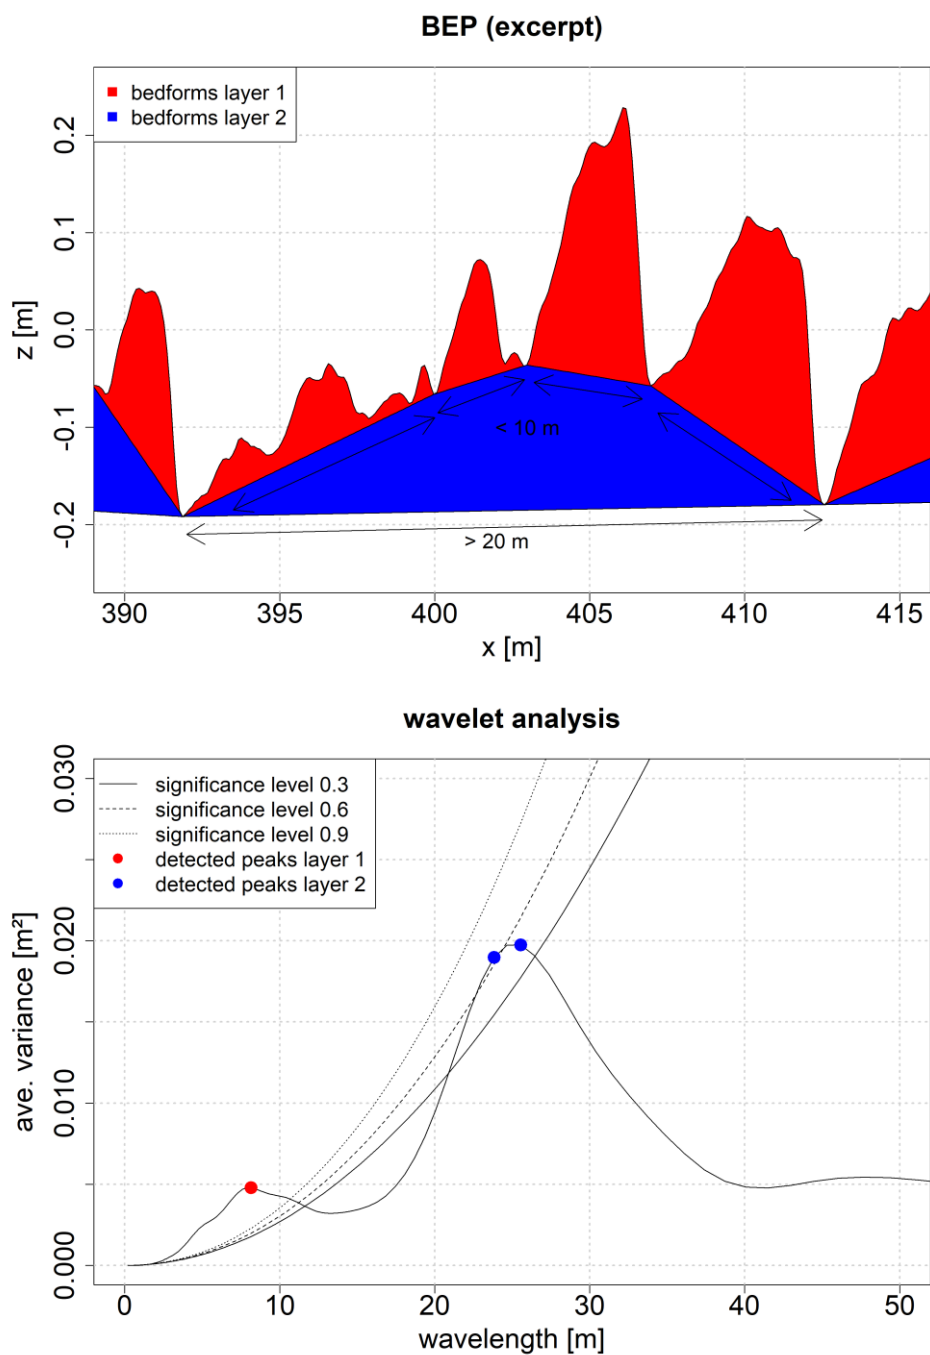 BEP (excerpt)
bedforms layer 1
bedforms layer 2
z [m]
0.2
0.1
0.0
-0.1
-0.2
< 10 m
> 20 m
390 395 400 405 410 415
x [m]
wavelet analysis
significance level 0.3
significance level 0.6
significance level 0.9
detected peaks layer 1
detected peaks layer 2
ave. variance [m²]
0.030
0.020
0.010
0.000
0 10 20 30 40 50
wavelength [m]